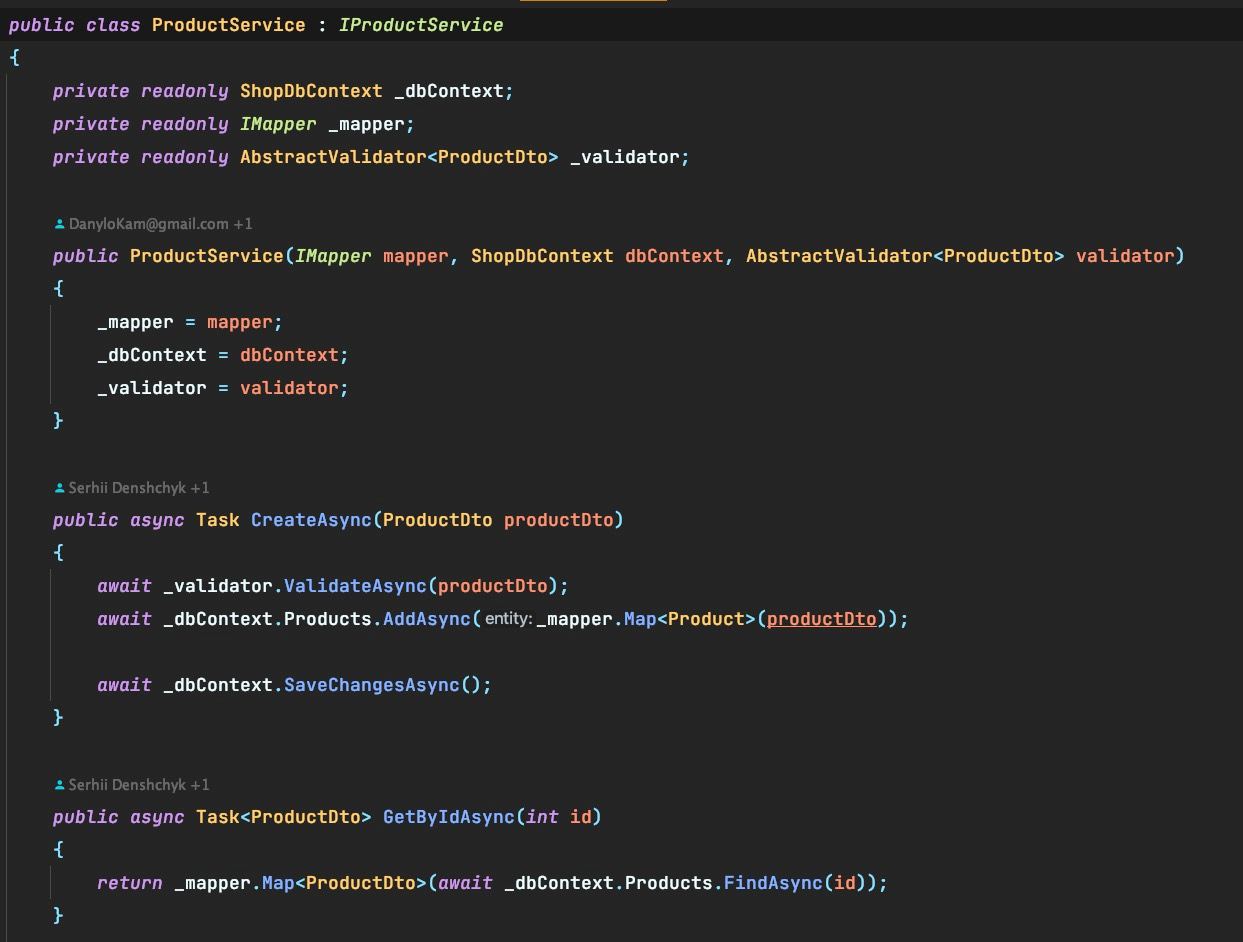 public class ProductService : IProductService
{
private readonly ShopDbContext _dbContext;
private readonly IMapper _mapper;
private readonly AbstractValidator<ProductDto> _validator;
DanyloKam@gmail.com +1
public ProductService(IMapper mapper, ShopDbContext dbContext, AbstractValidator<ProductDto> validator)
{
_mapper = mapper;
_dbContext = dbContext;
_validator = validator;
}
Serhii Denshchyk +1
public async Task CreateAsync(ProductDto productDto)
{
await _validator.ValidateAsync(productDto);
await _dbContext.Products.AddAsync( entity: _mapper.Map<Product>(productDto));
await _dbContext.SaveChangesAsync();
}
Serhii Denshchyk +1
public async Task<ProductDto> GetByIdAsync(int id)
{
return _mapper.Map<ProductDto>(await _dbContext.Products.FindAsync(id));
}